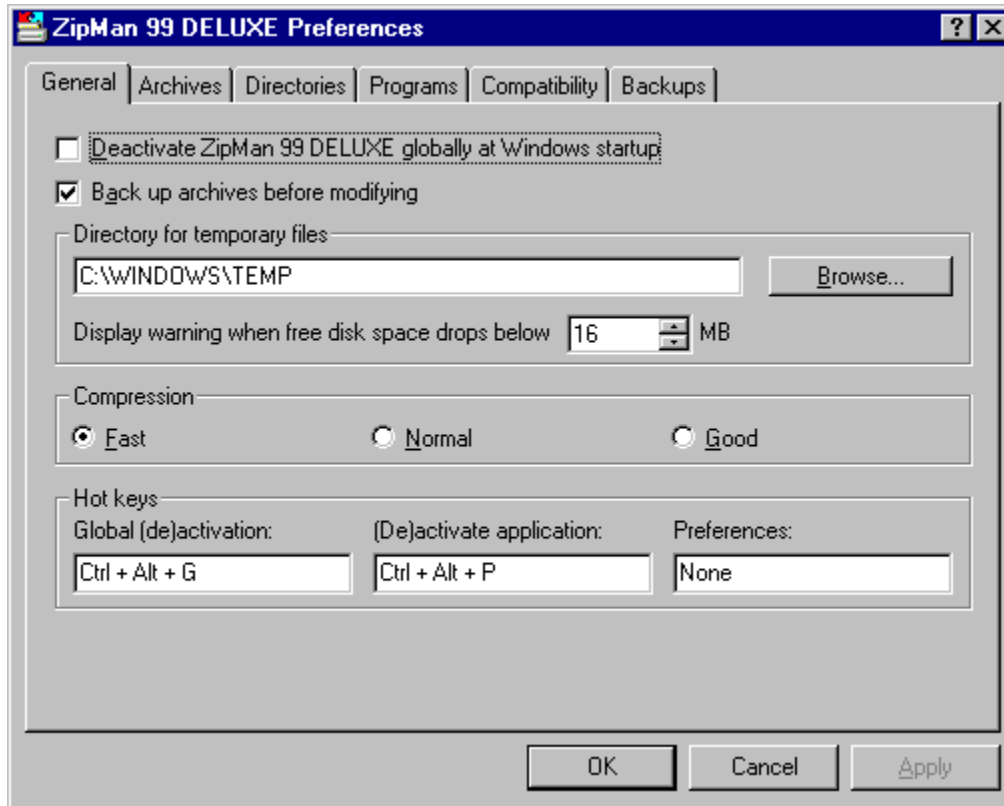 ZipMan 99 DELUXE Preferences
General Archives Directories Programs Compatibility Backups
Deactivate ZipMan 99 DELUXE globally at Windows startup
Back up archives before modifying
Directory for temporary files
C:\WINDOWS\TEMP Browse...
Display warning when free disk space drops below 16 MB
Compression
Fast Normal Good
Hot keys
Global (de)activation: (De)activate application: Preferences:
Ctrl + Alt + G Ctrl + Alt + P None
OK Cancel Apply